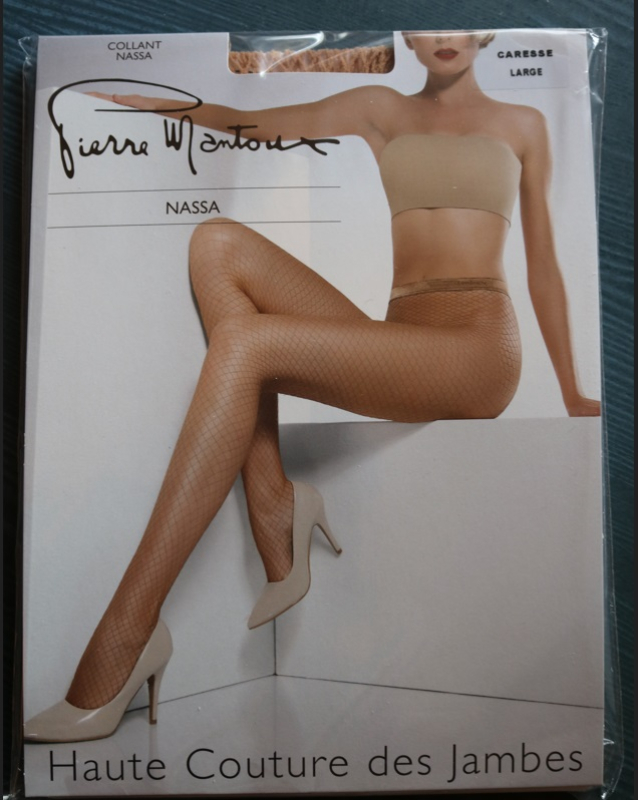 COLLANT
NASSA
CARESSE
LARGE
Pierre Mantoux
NASSA
Haute Couture des Jambes